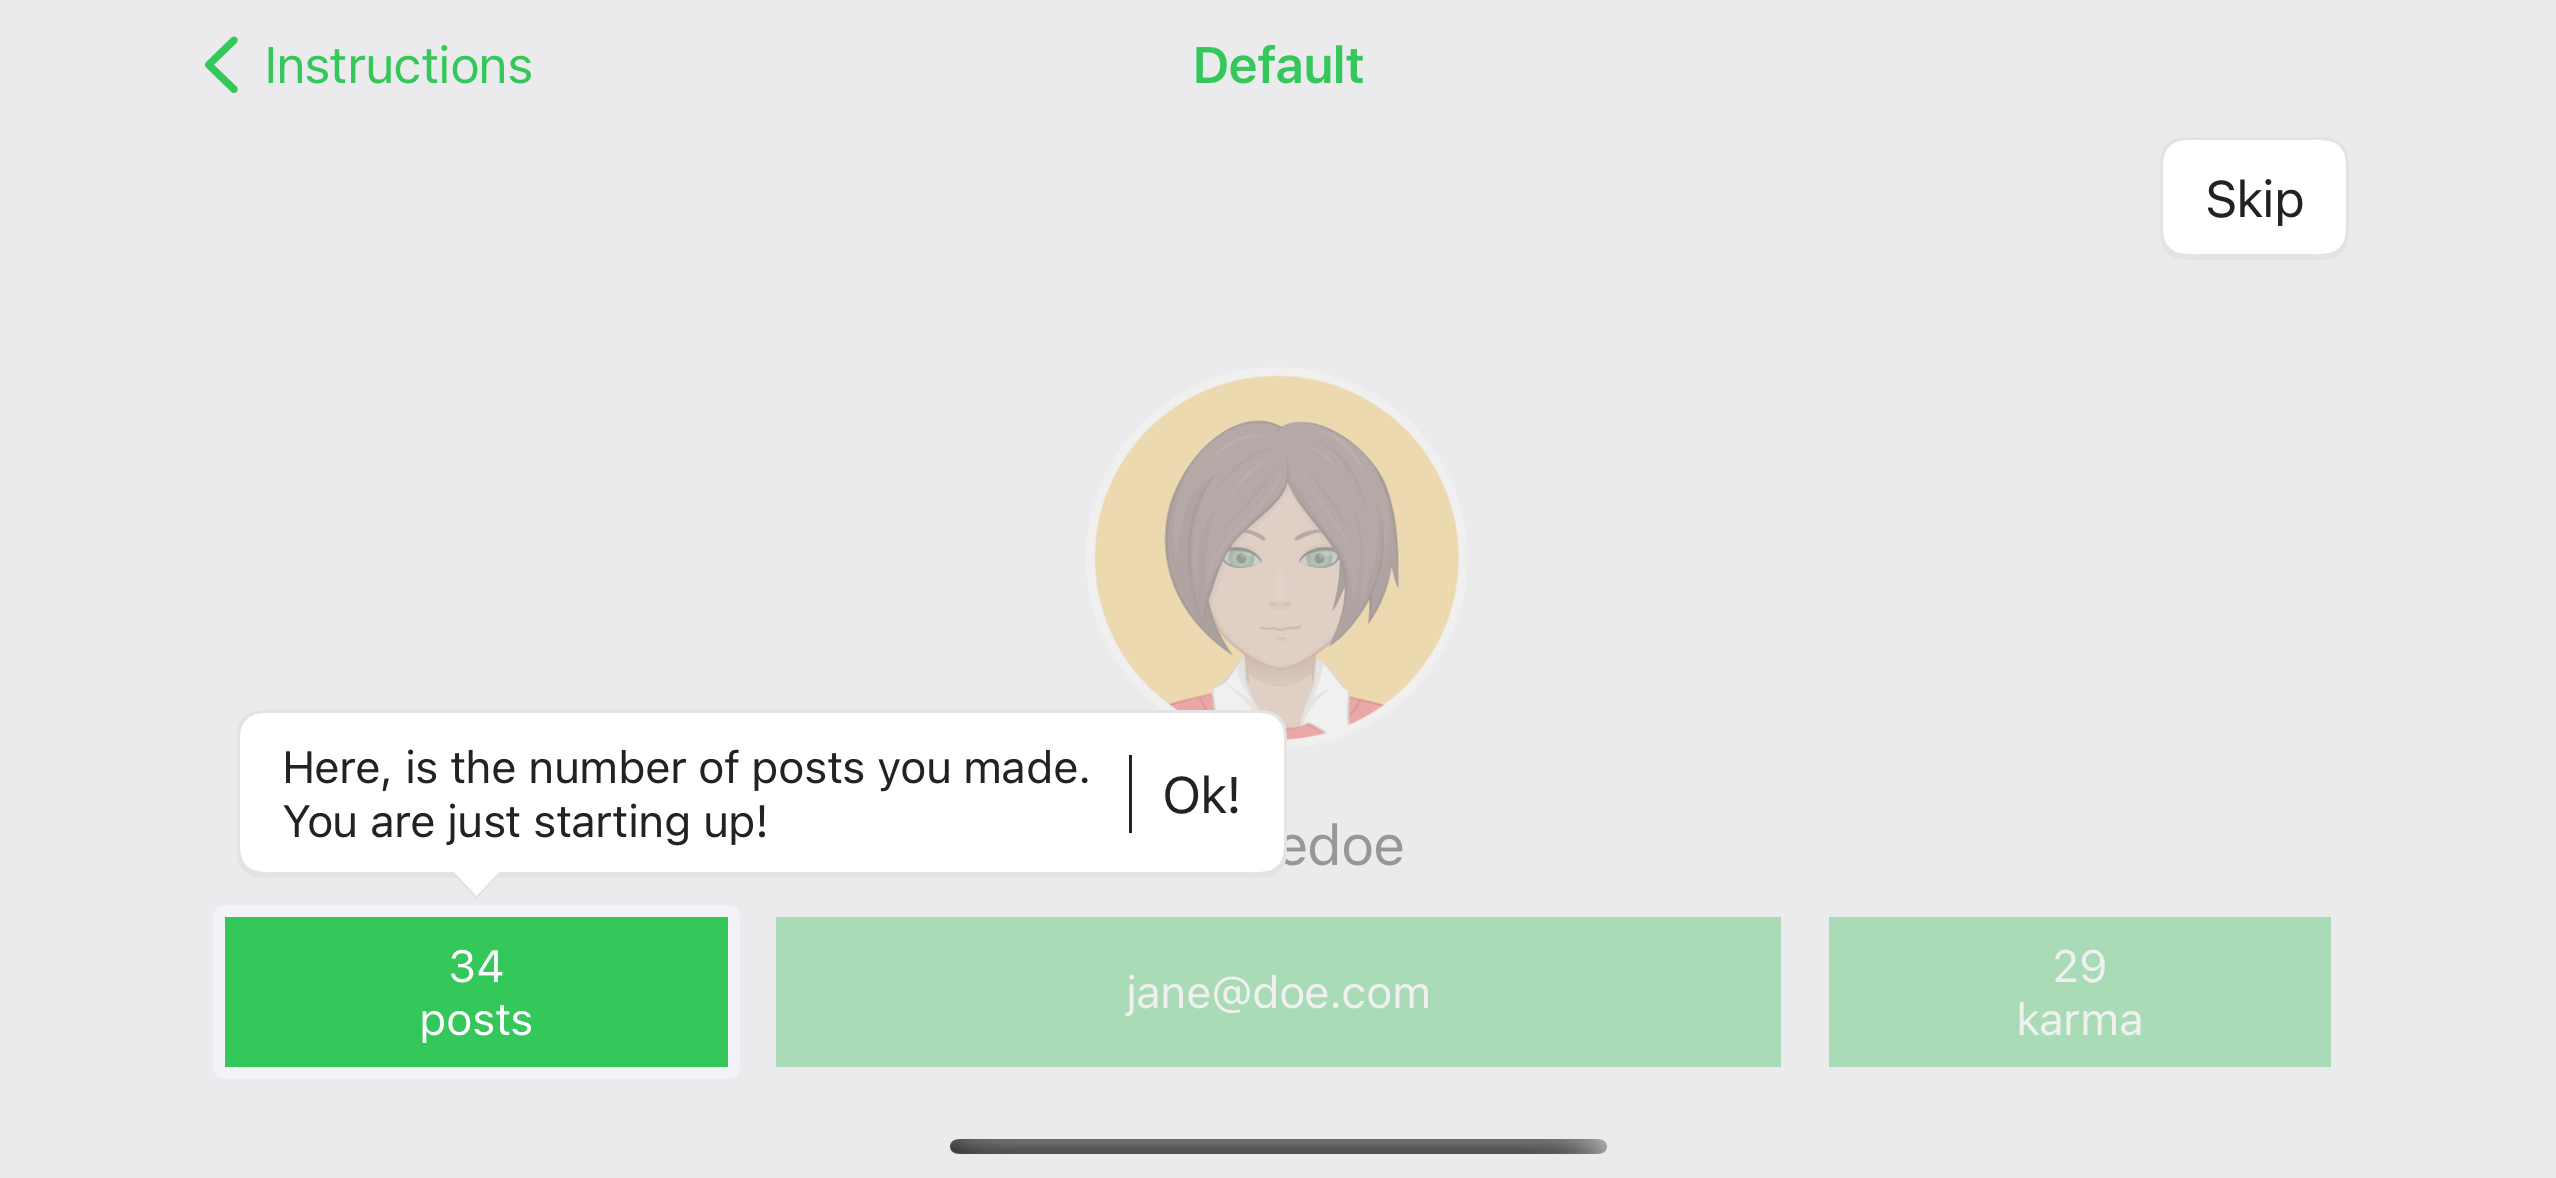 Instructions
Default
Skip
Here, is the number of posts you made.
You are just starting up!
Ok!
edoe
34
posts
jane@doe.com
29
karma